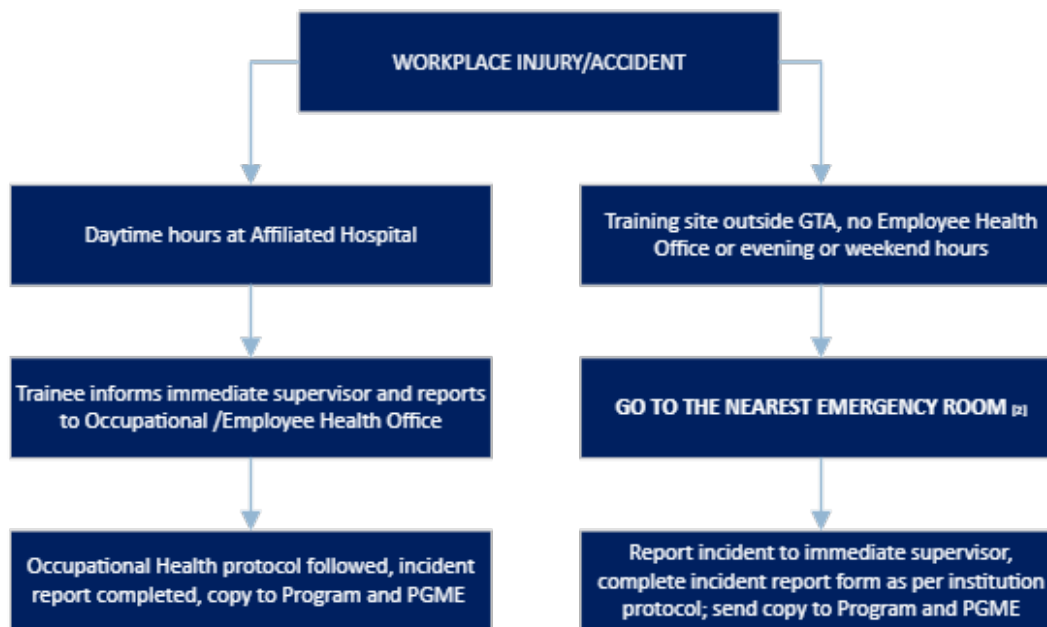 WORKPLACE INJURY/ACCIDENT
Daytime hours at Affiliated Hospital
Training site outside GTA, no Employee Health
Office or evening or weekend hours
Trainee informs immediate supervisor and reports
to Occupational /Employee Health Office
GO TO THE NEAREST EMERGENCY ROOM [2]
Occupational Health protocol followed, incident
report completed, copy to Program and PGME
Report incident to immediate supervisor,
complete incident report form as per institution
protocol; send copy to Program and PGME